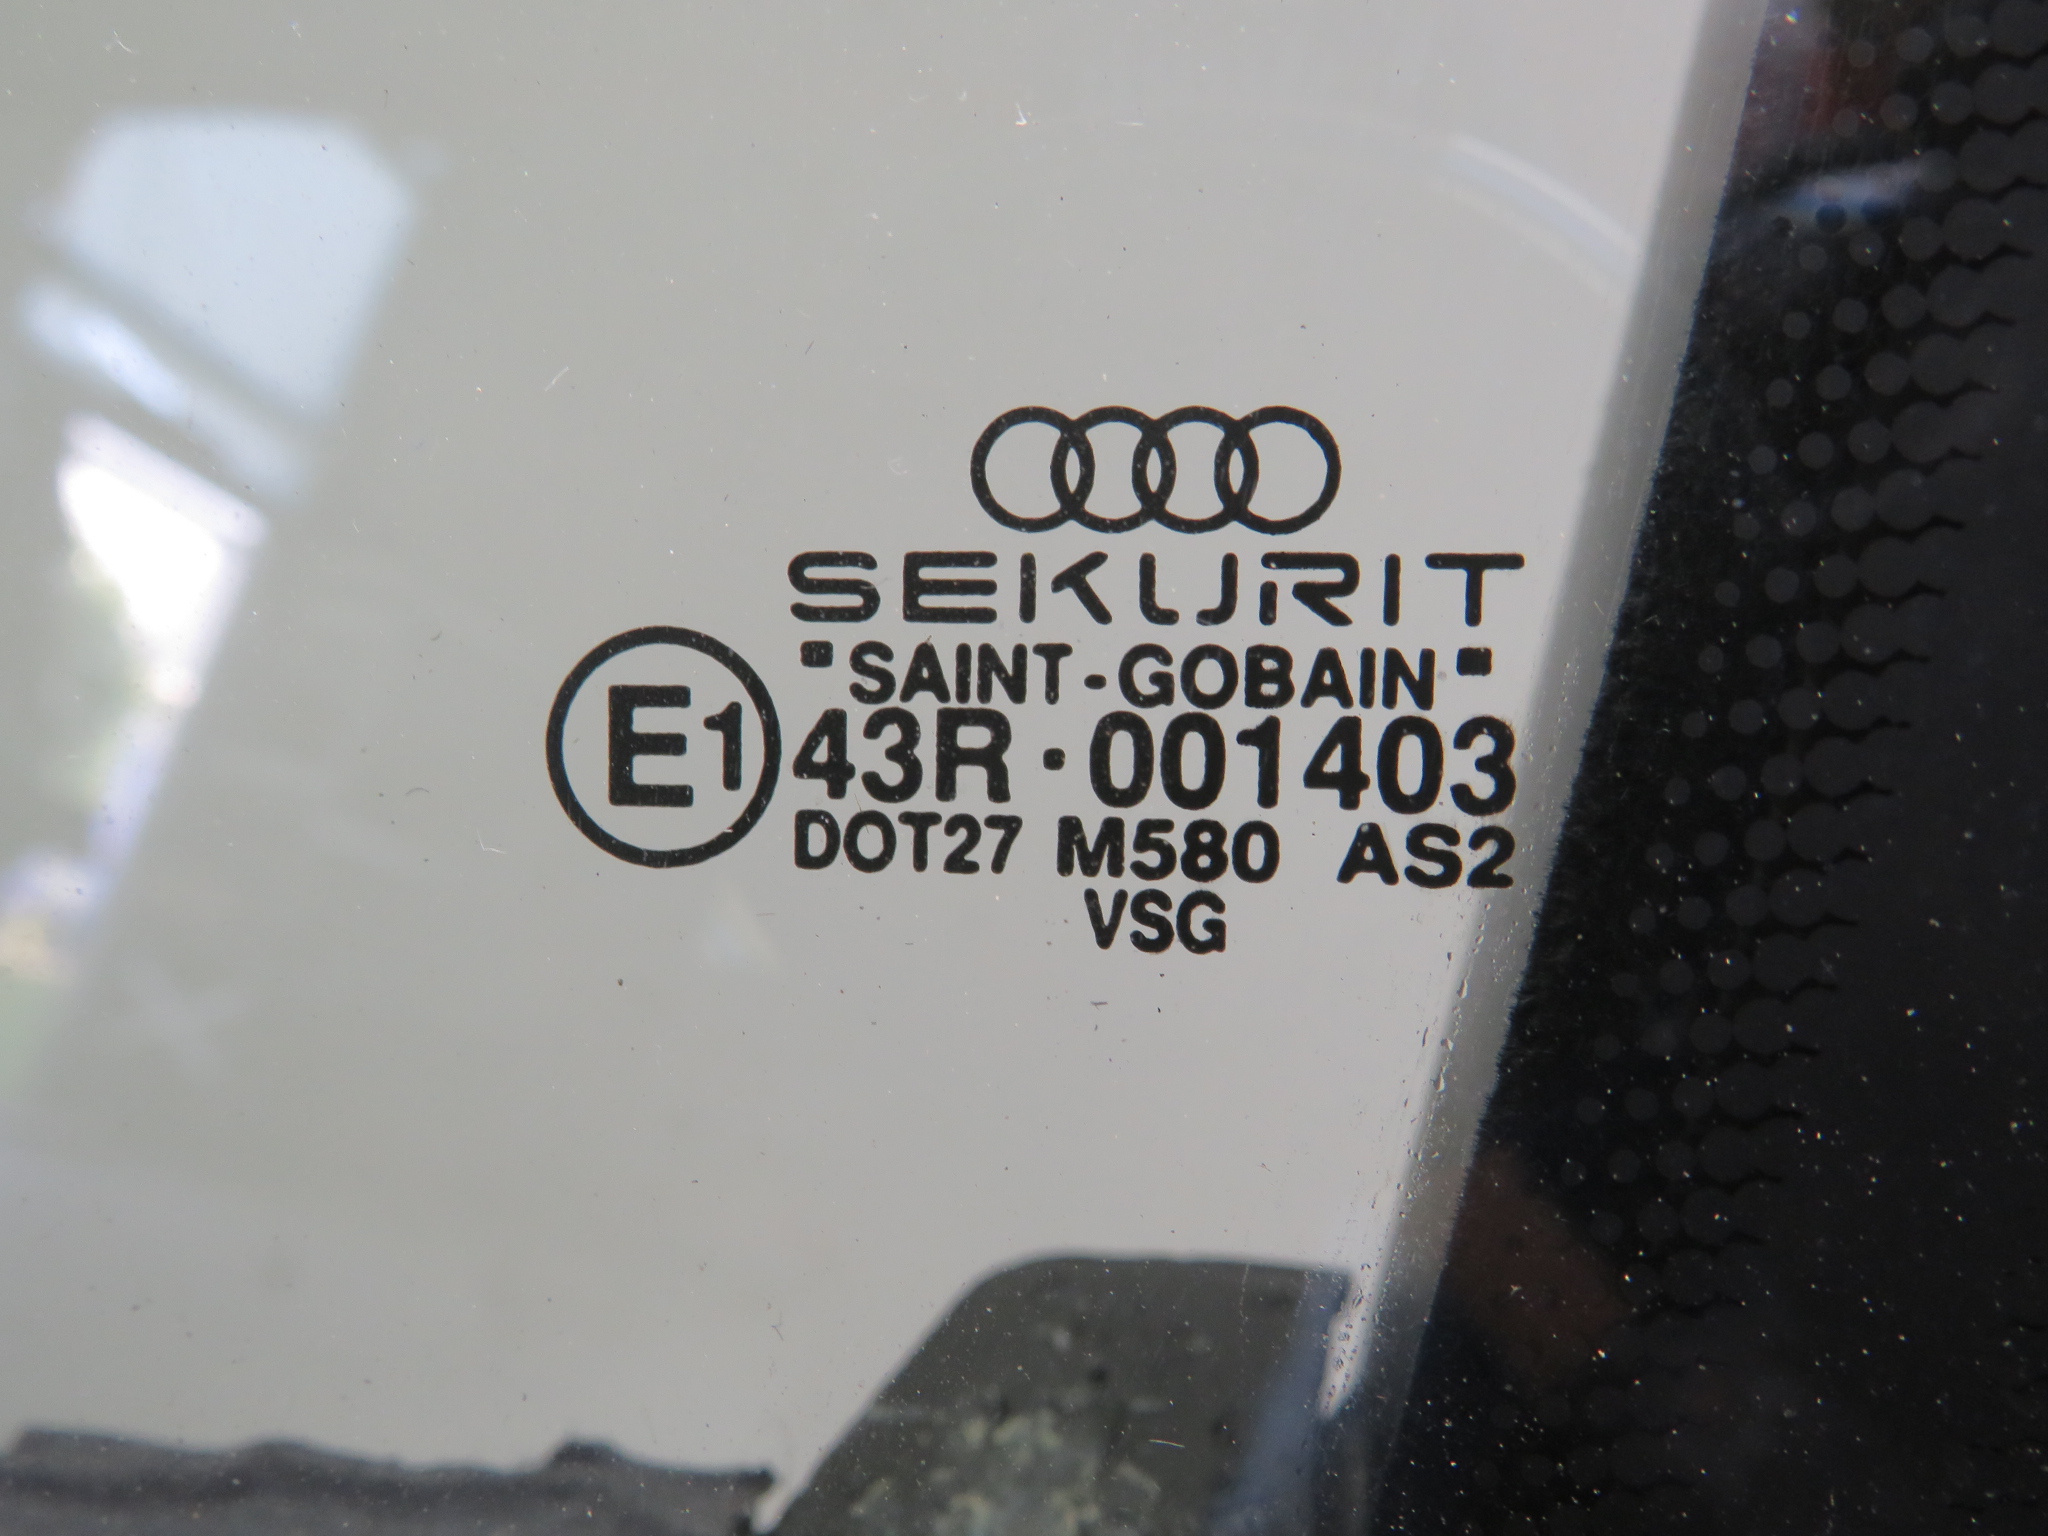 SEKURIT
"SAINT-GOBAIN"
E1 43R·001403
DOT27 M580 AS2
VSG